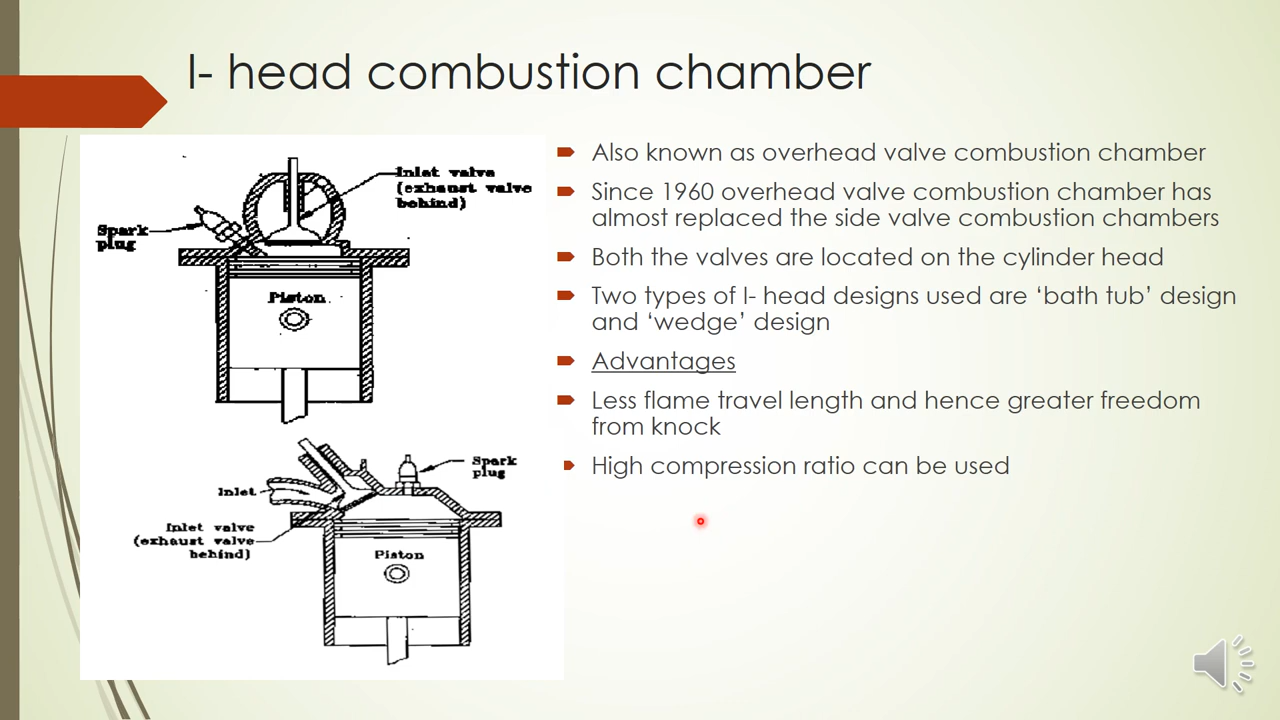 I- head combustion chamber
Inlet valve
(exhaust valve
behind)
Spark
plug
Piston
Spark
plug
Inlet
Inlet valve
(exhaust valve
behind)
Piston
Also known as overhead valve combustion chamber
Since 1960 overhead valve combustion chamber has
almost replaced the side valve combustion chambers
Both the valves are located on the cylinder head
Two types of I- head designs used are ‘bath tub’ design
and ‘wedge’ design
Advantages
Less flame travel length and hence greater freedom
from knock
High compression ratio can be used